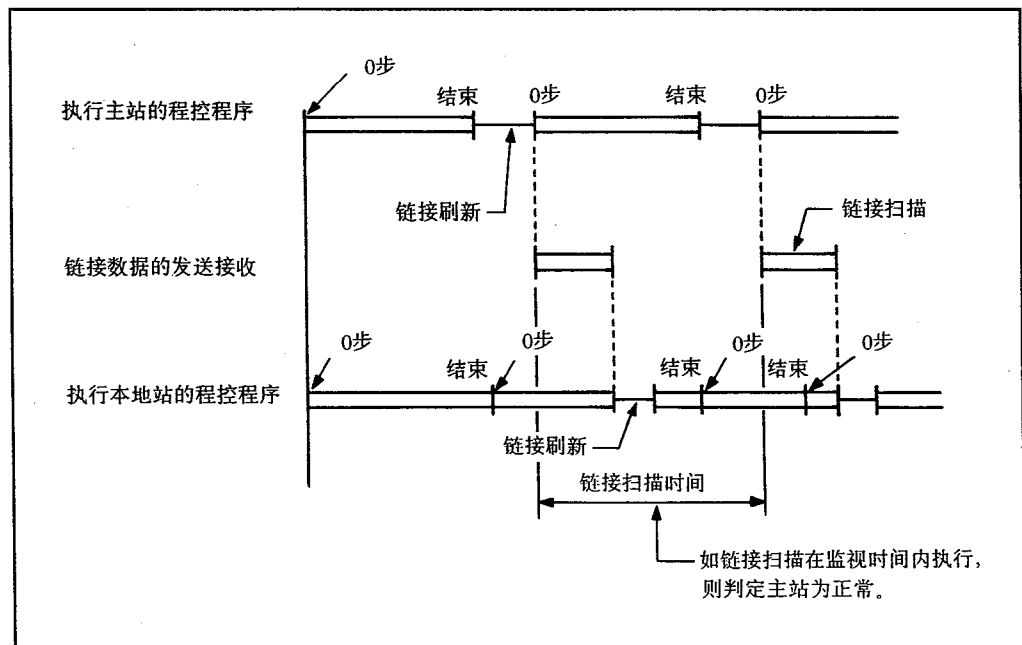 0步
执行主站的程控程序
结束
0步
结束
0步
链接刷新
链接扫描
链接数据的发送接收
0步
0步
0步
0步
结束
结束
结束
执行本地站的程控程序
链接刷新
链接扫描时间
如链接扫描在监视时间内执行,
则判定主站为正常。